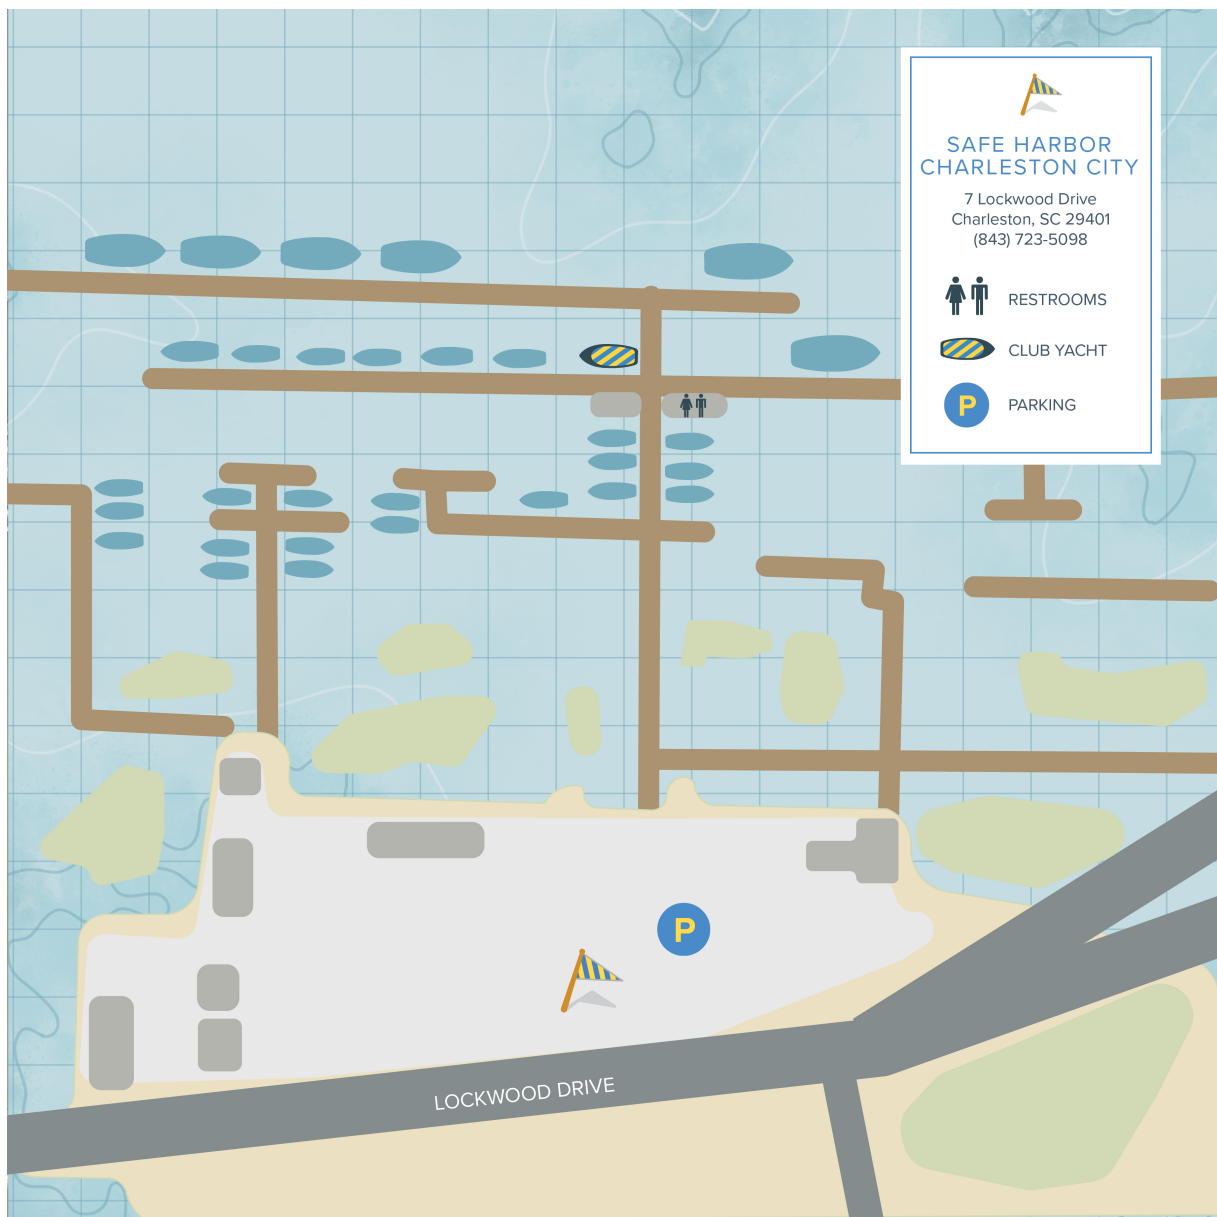 SAFE HARBOR
CHARLESTON CITY
7 Lockwood Drive
Charleston, SC 29401
(843) 723-5098
RESTROOMS
CLUB YACHT
P PARKING
P
LOCKWOOD DRIVE